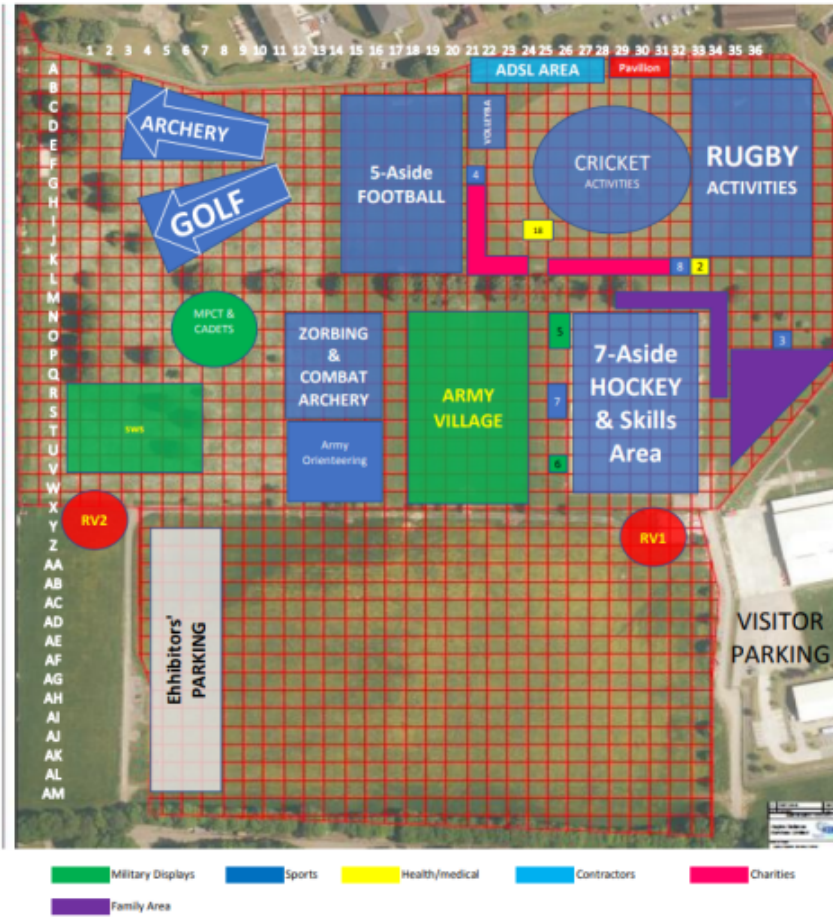 1 2 3 4 5 6 7 8 9 10 11 12 13 14 15 16 17 18 19 20 21 22 23 24 25 26 27 28 29 30 31 32 33 34 35 36
A
B
C
D
E
F
G
H
I
J
K
L
M
N
O
P
Q
R
S
T
U
V
W
X
Y
Z
AA
AB
AC
AD
AE
AF
AG
AH
AI
AJ
AK
AL
AM
ADSL AREA
Pavilion
ARCHERY
GOLF
5-Aside
FOOTBALL
VOLLEYBA
4
CRICKET
ACTIVITIES
RUGBY
ACTIVITIES
18
8
2
MPCT &
CADETS
ZORBING
&
COMBAT
ARCHERY
Army
Orienteering
ARMY
VILLAGE
5
7
6
7-Aside
HOCKEY
& Skills
Area
3
SWS
RV2
RV1
Ehhibitors'
PARKING
VISITOR
PARKING
Military Displays
Sports
Health/medical
Contractors
Charities
Family Area